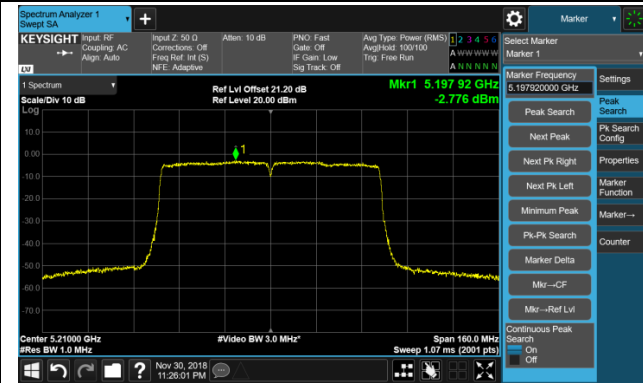 Spectrum Analyzer 1
Swept SA
Marker
KEYSIGHT
Input: RF
Coupling: AC
Align: Auto
Input Z: 50 Ω
Corrections: Off
Freq Ref: Int (S)
NFE: Adaptive
Atten: 10 dB
PNO: Fast
Gate: Off
IF Gain: Low
Sig Track: Off
Avg Type: Power (RMS)
Avg|Hold: 100/100
Trig: Free Run
1 2 3 4 5 6
A W W W W W
A N N N N N
LXI
Select Marker
Marker 1
1 Spectrum
Scale/Div 10 dB
Log
Ref Lvl Offset 21.20 dB
Ref Level 20.00 dBm
Mkr1 5.197 92 GHz
-2.776 dBm
10.0
0.00
-10.0
-20.0
-30.0
-40.0
-50.0
-60.0
-70.0
1
Center 5.21000 GHz
#Res BW 1.0 MHz
#Video BW 3.0 MHz*
Span 160.0 MHz
Sweep 1.07 ms (2001 pts)
Marker Frequency
5.197920000 GHz
Peak Search
Next Peak
Next Pk Right
Next Pk Left
Minimum Peak
Pk-Pk Search
Marker Delta
Mkr→CF
Mkr→Ref Lvl
Continuous Peak
Search
On
Off
Settings
Peak
Search
Pk Search
Config
Properties
Marker
Function
Marker→
Counter
Nov 30, 2018
11:26:01 PM